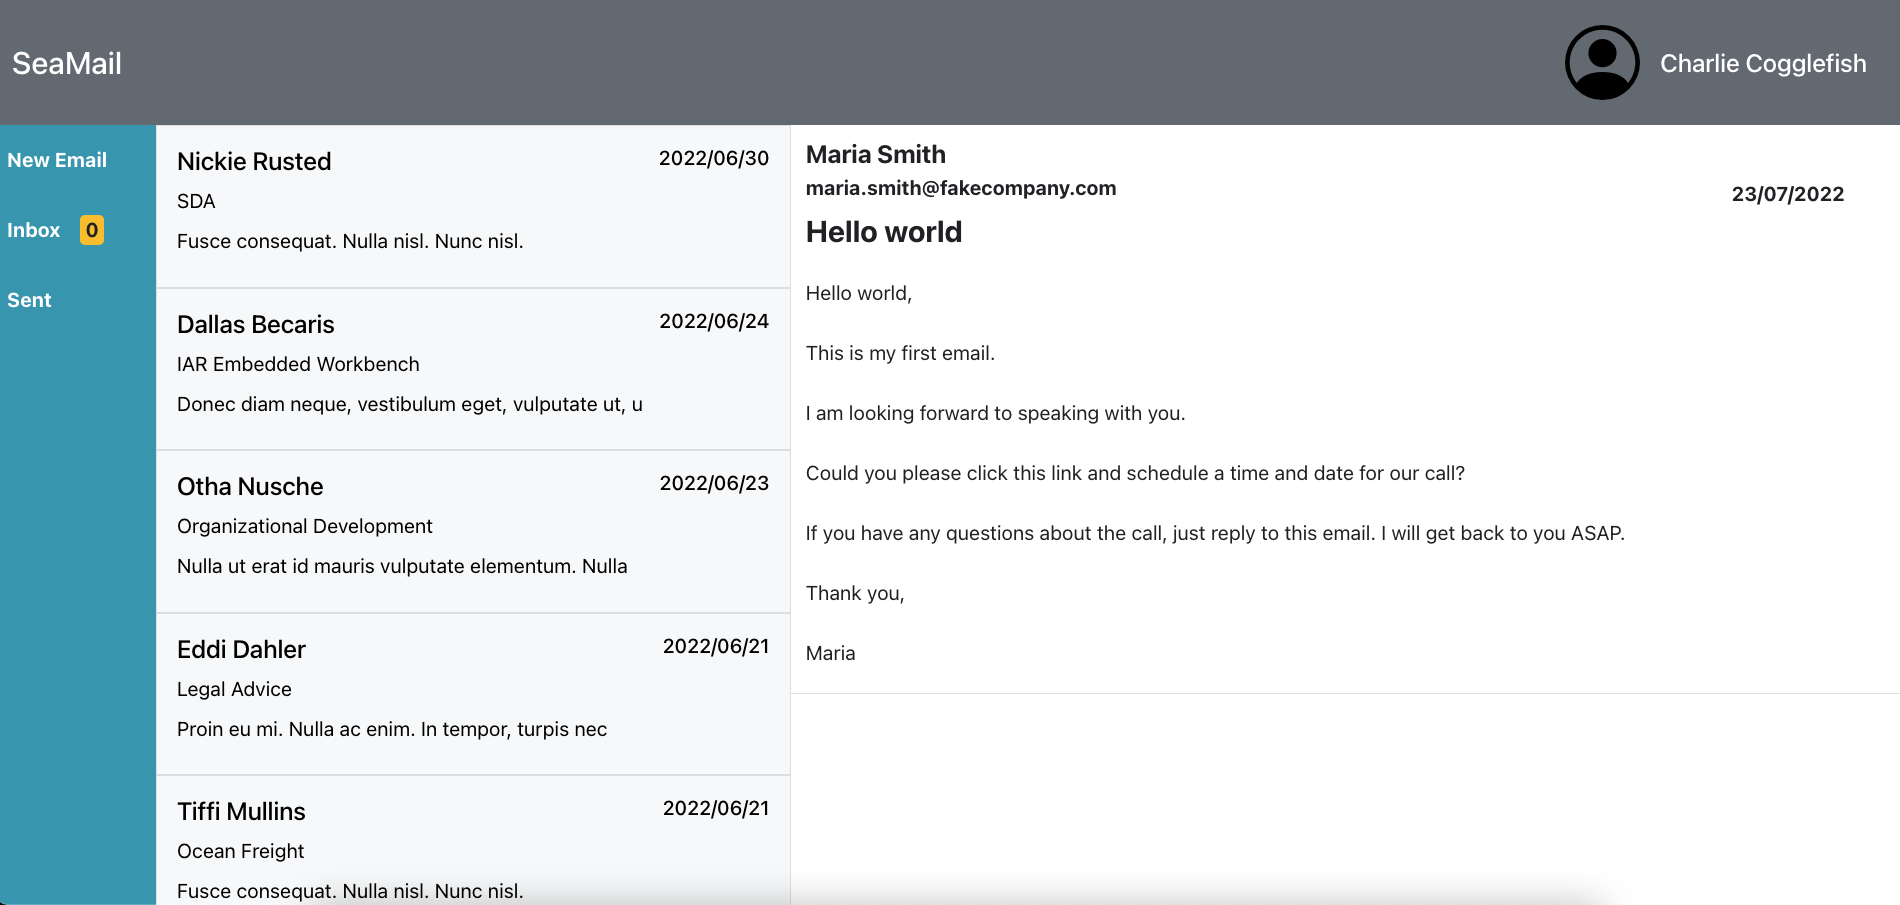 SeaMail
Charlie Cogglefish
New Email
Inbox 0
Sent
Nickie Rusted 2022/06/30
SDA
Fusce consequat. Nulla nisl. Nunc nisl.
Dallas Becaris 2022/06/24
IAR Embedded Workbench
Donec diam neque, vestibulum eget, vulputate ut, u
Otha Nusche 2022/06/23
Organizational Development
Nulla ut erat id mauris vulputate elementum. Nulla
Eddi Dahler 2022/06/21
Legal Advice
Proin eu mi. Nulla ac enim. In tempor, turpis nec
Tiffi Mullins 2022/06/21
Ocean Freight
Fusce consequat. Nulla nisl. Nunc nisl.
Maria Smith
maria.smith@fakecompany.com
23/07/2022
Hello world
Hello world,
This is my first email.
I am looking forward to speaking with you.
Could you please click this link and schedule a time and date for our call?
If you have any questions about the call, just reply to this email. I will get back to you ASAP.
Thank you,
Maria